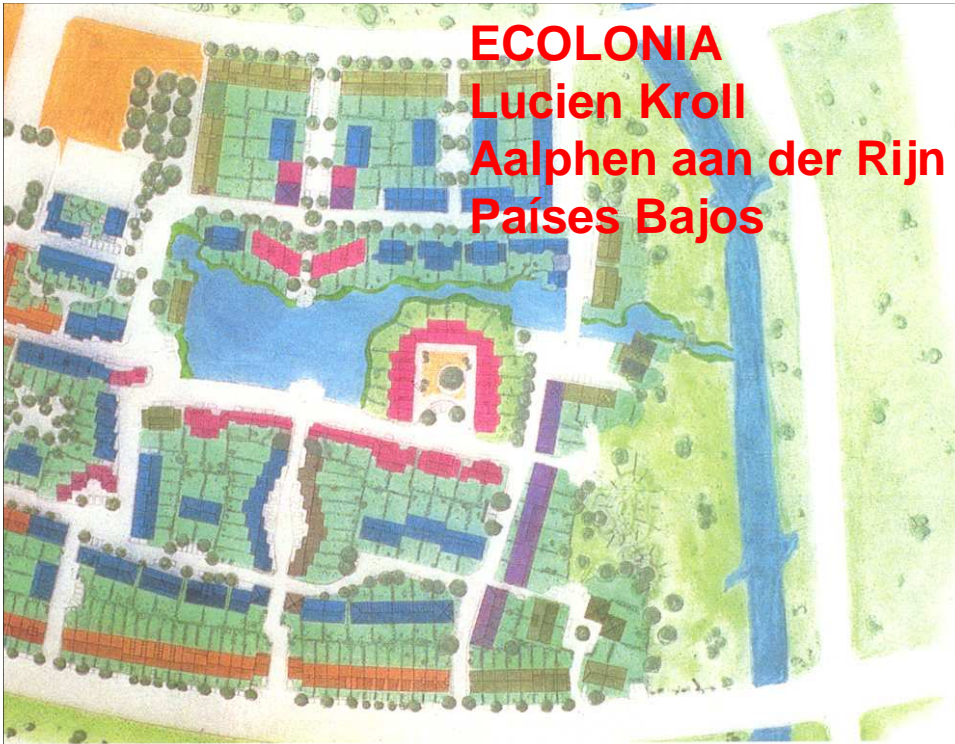 ECOLONIA
Lucien Kroll
Aalphen aan der Rijn
Países Bajos